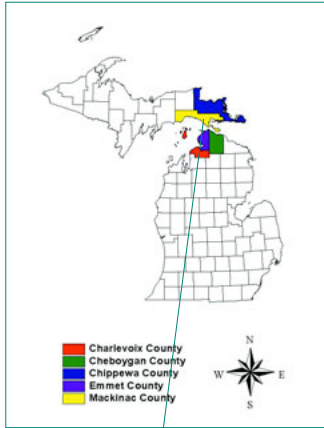 Charlevoix County
Cheboygan County
Chippewa County
Emmet County
Mackinac County
N
W E
S